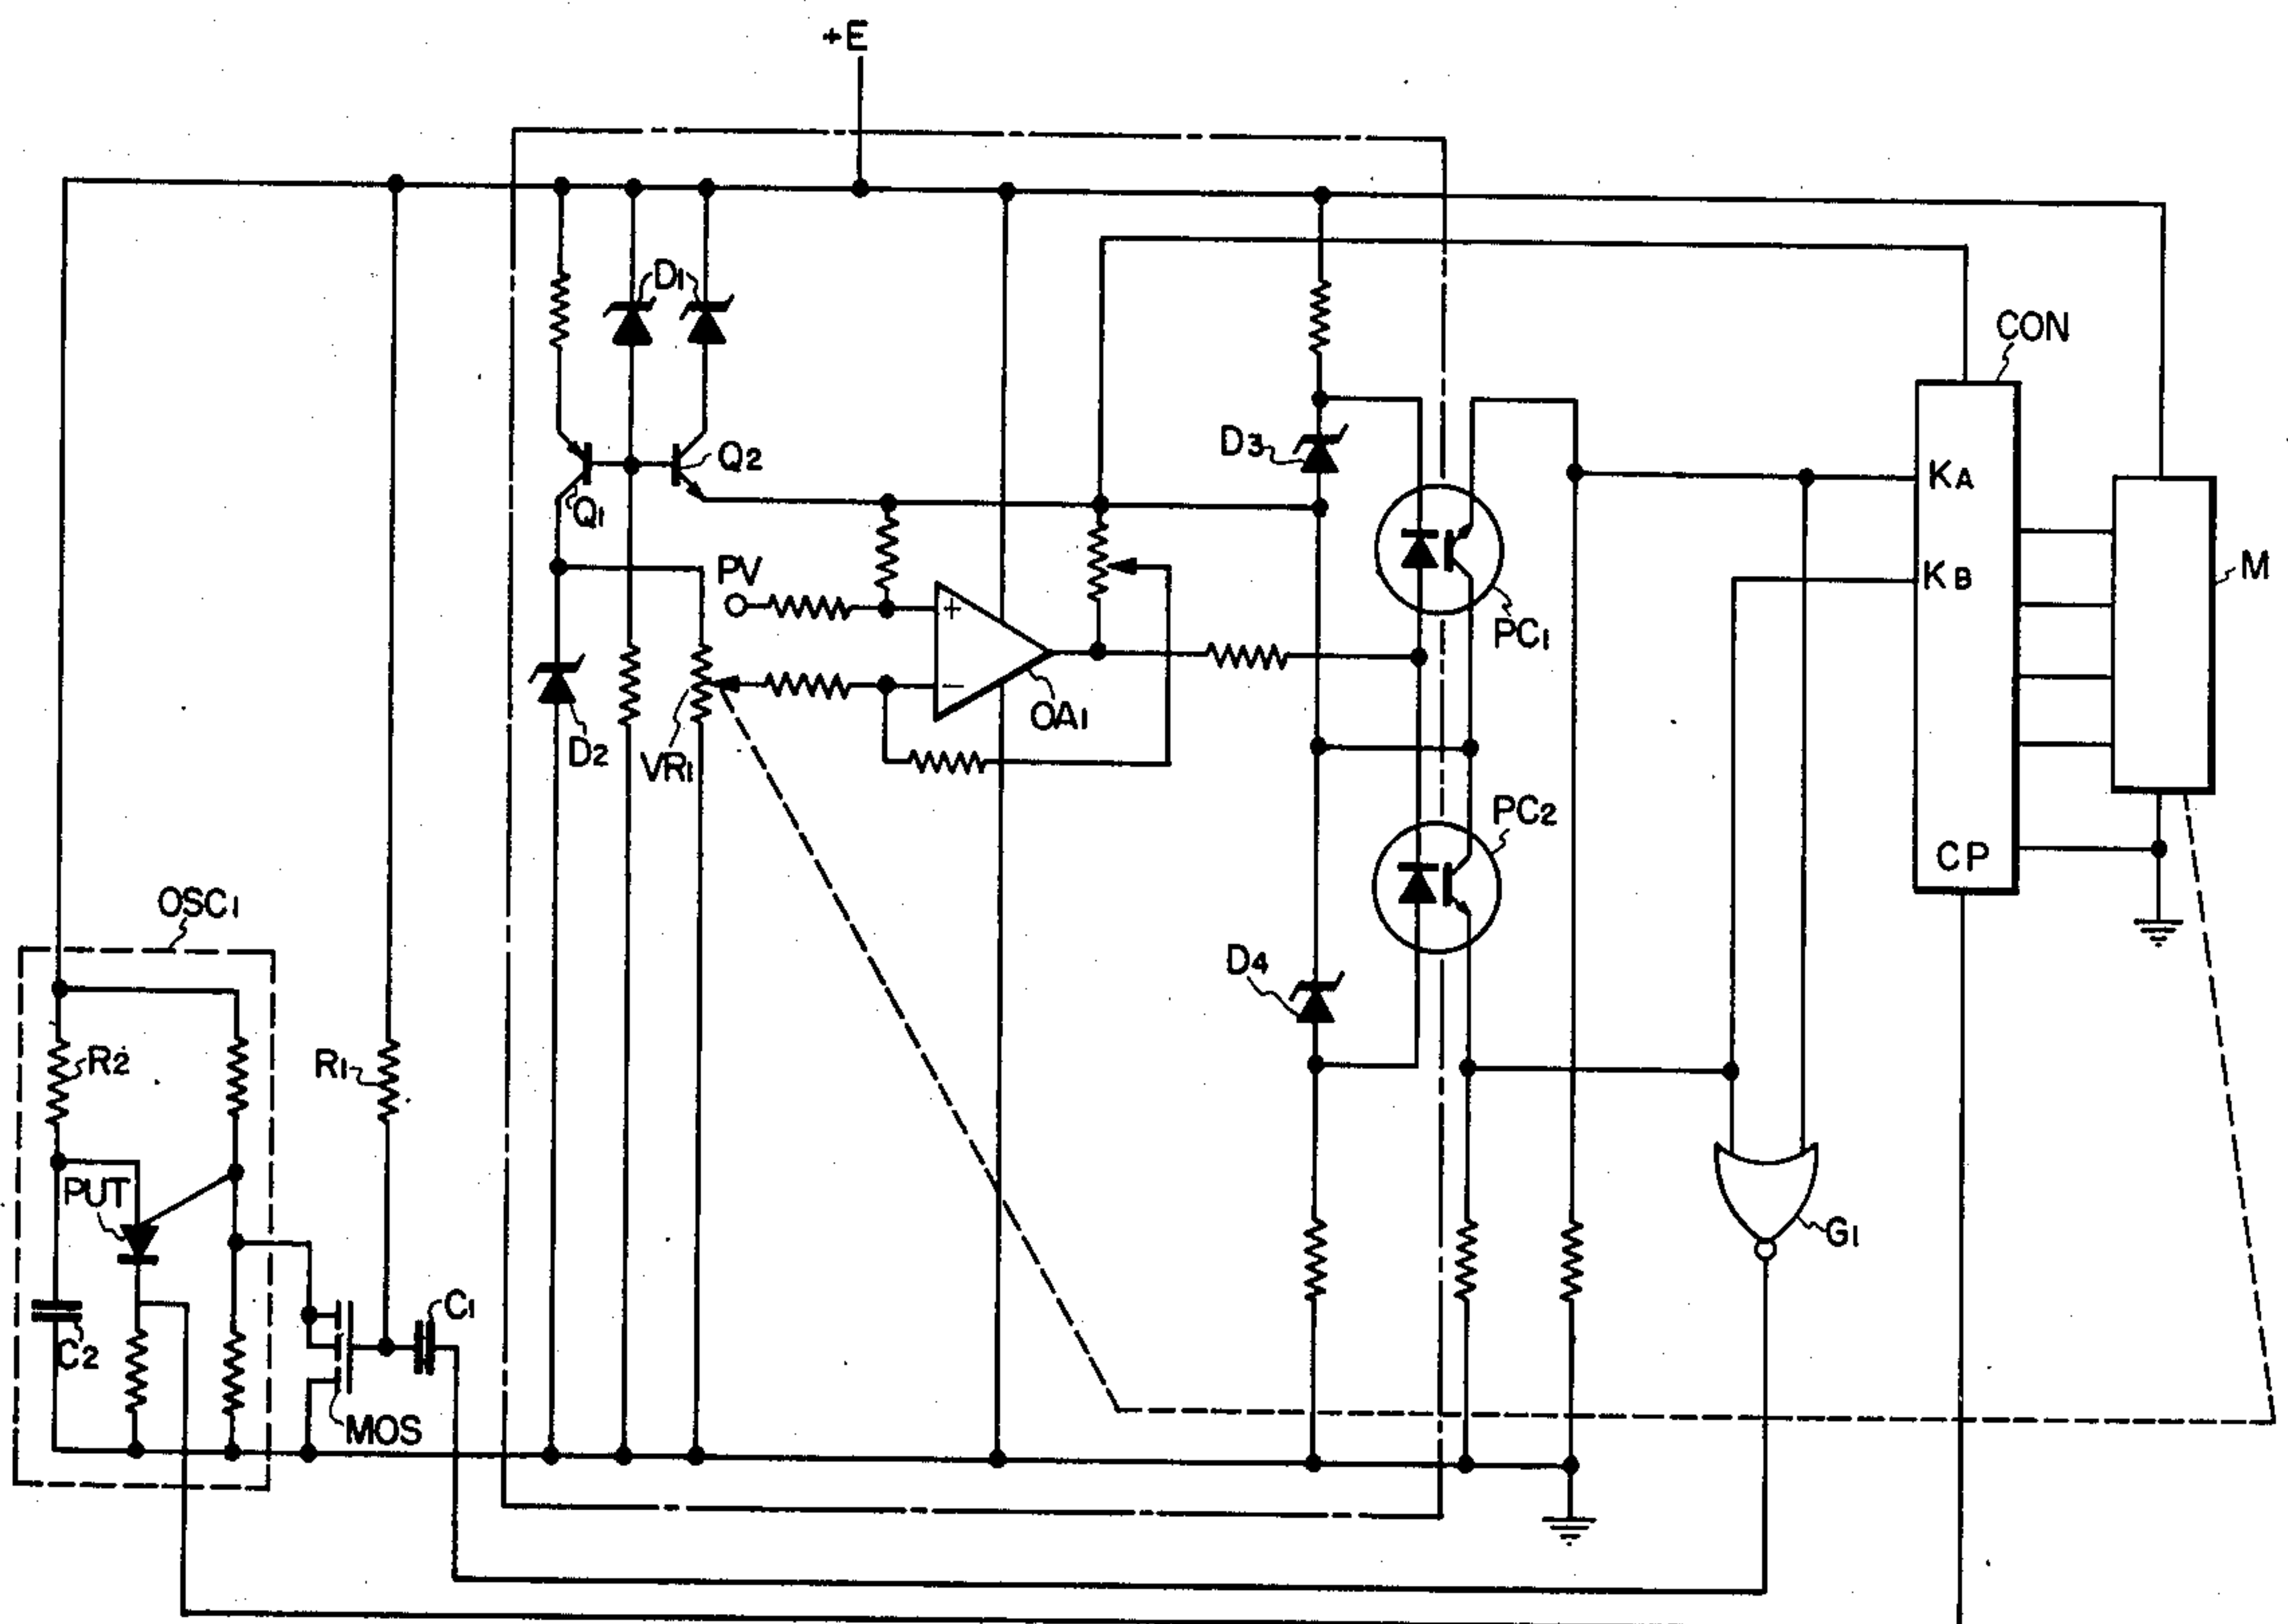 +E
D1
CON
Q2
D3
KA
Q1
PV
+
KB
M
PC1
−
OA1
D2
VR1
PC2
CP
OSC1
D4
R2
R1
PUT
G1
C1
C2
MOS